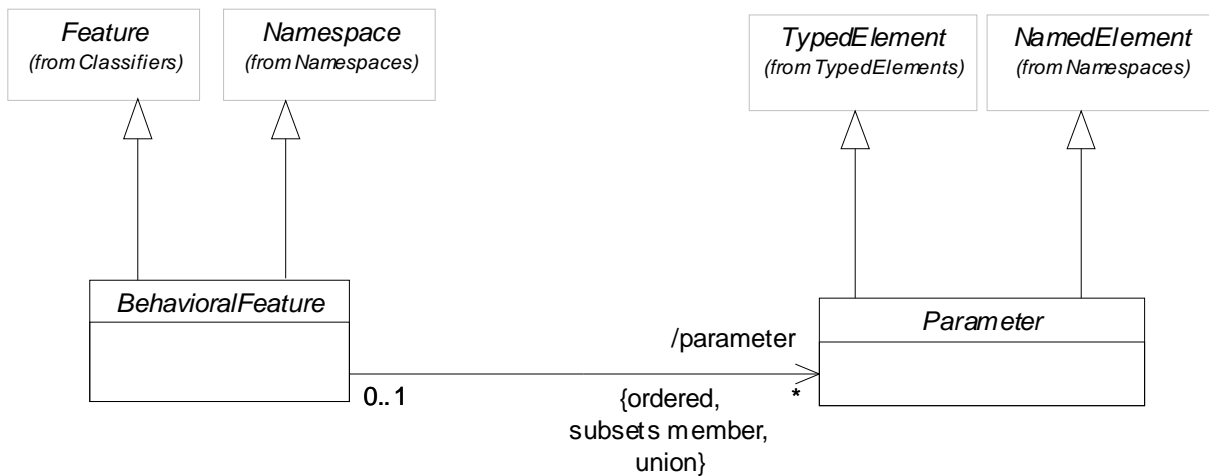 Feature
(from Classifiers)
Namespace
(from Namespaces)
TypedElement
(from TypedElements)
NamedElement
(from Namespaces)
BehavioralFeature
Parameter
/parameter
0..1
*
{ordered,
subsets member,
union}